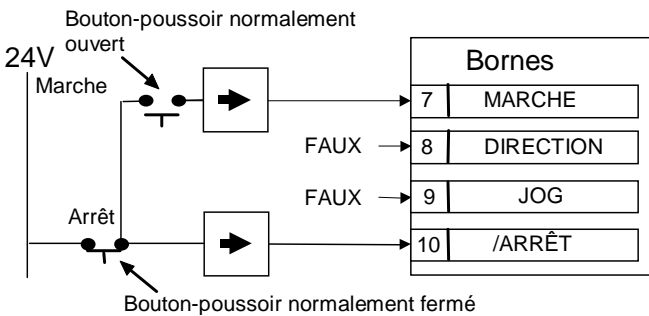 Bouton-poussoir normalement
ouvert
24V
Marche
Bornes
7 MARCHE
FAUX 8 DIRECTION
FAUX 9 JOG
Arrêt
10 /ARRÊT
Bouton-poussoir normalement fermé